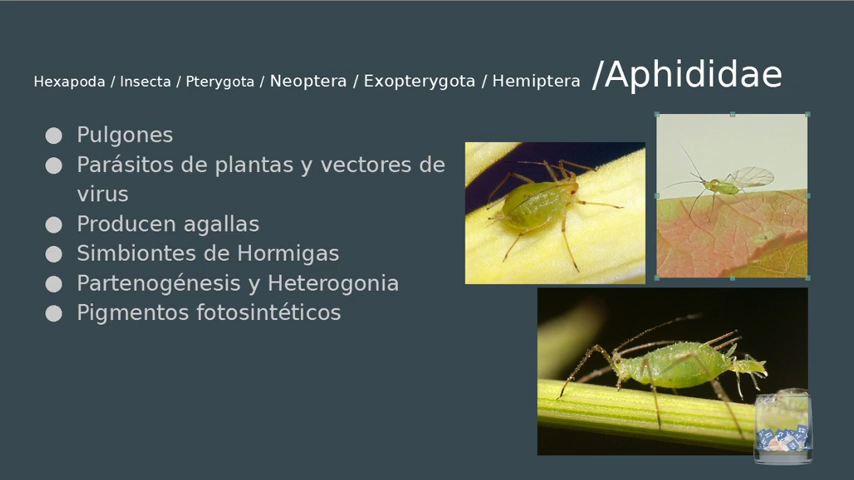 Hexapoda / Insecta / Pterygota / Neoptera / Exopterygota / Hemiptera /Aphididae
● Pulgones
● Parásitos de plantas y vectores de
virus
● Producen agallas
● Simbiontes de Hormigas
● Partenogénesis y Heterogonia
● Pigmentos fotosintéticos